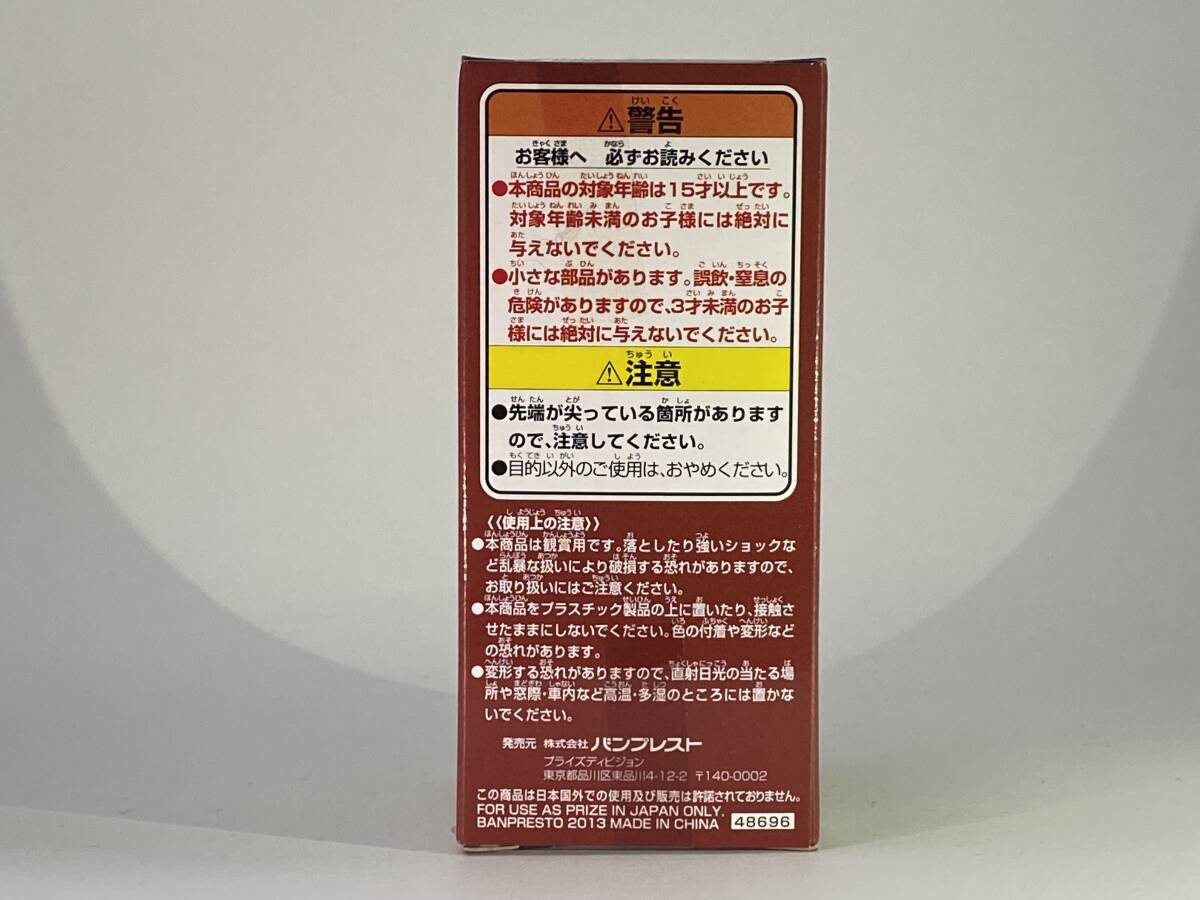 ⚠警告
お客様へ 必ずお読みください
●本商品の対象年齢は15才以上です。
対象年齢未満のお子様には絶対に
与えないでください。
●小さな部品があります。誤飲・窒息の
危険がありますので、3才未満のお子
様には絶対に与えないでください。
⚠注意
●先端が尖っている箇所があります
ので、注意してください。
●目的以外のご使用は、おやめください。
《使用上の注意》
●本商品は観賞用です。落としたり強いショックな
ど乱暴な扱いにより破損する恐れがありますので、
お取り扱いにはご注意ください。
●本商品をプラスチック製品の上に置いたり、接触さ
せたままにしないでください。色の付着や変形など
の恐れがあります。
●変形する恐れがありますので、直射日光の当たる場
所や窓際・車内など高温・多湿のところには置かな
いでください。
発売元 株式会社 バンプレスト
プライズディビジョン
東京都品川区東品川4-12-2 〒140-0002
この商品は日本国外での使用及び販売は許諾されておりません。
FOR USE AS PRIZE IN JAPAN ONLY.
BANPRESTO 2013 MADE IN CHINA 48696